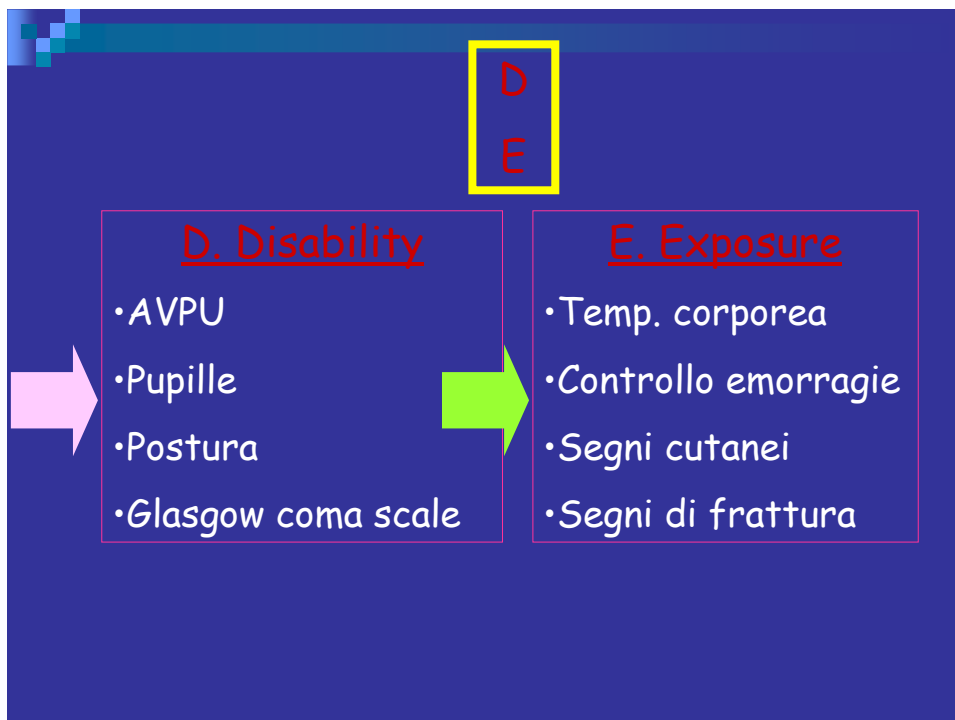 D
E
D. Disability
•AVPU
•Pupille
•Postura
•Glasgow coma scale
E. Exposure
•Temp. corporea
•Controllo emorragie
•Segni cutanei
•Segni di frattura